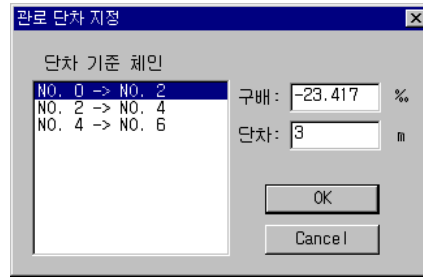 관로 단차 지정
단차 기준 체인
NO. 0 -> NO. 2
NO. 2 -> NO. 4
NO. 4 -> NO. 6
구배: -23.417 ‰
단차: 3 m
OK
Cancel